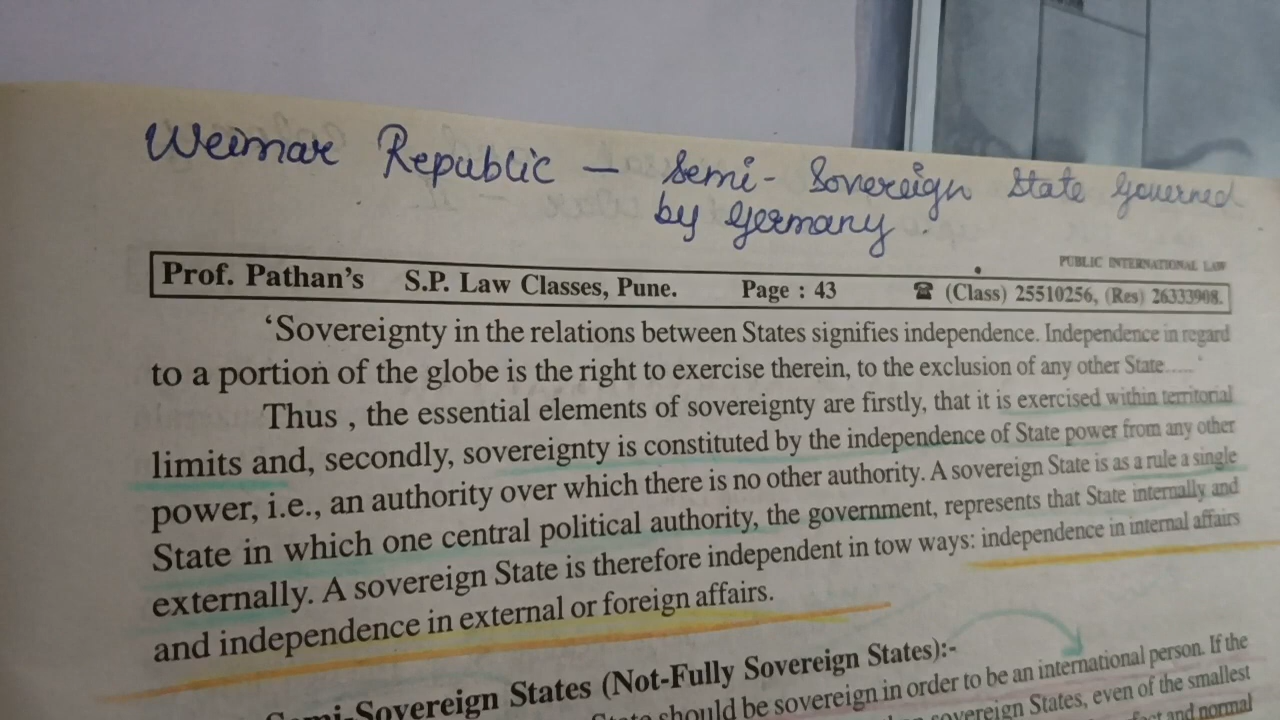 Weimar Republic – Semi-Sovereign State Governed
by Germany.
PUBLIC INTERNATIONAL LAW
Prof. Pathan's S.P. Law Classes, Pune. Page : 43 ☎ (Class) 25510256, (Res) 26333908.
'Sovereignty in the relations between States signifies independence. Independence in regard
to a portion of the globe is the right to exercise therein, to the exclusion of any other State.....'
Thus , the essential elements of sovereignty are firstly, that it is exercised within territorial
limits and, secondly, sovereignty is constituted by the independence of State power from any other
power, i.e., an authority over which there is no other authority. A sovereign State is as a rule a single
State in which one central political authority, the government, represents that State internally and
externally. A sovereign State is therefore independent in tow ways: independence in internal affairs
and independence in external or foreign affairs.
Semi-Sovereign States (Not-Fully Sovereign States):-
State should be sovereign in order to be an international person. If the
sovereign States, even of the smallest
and normal